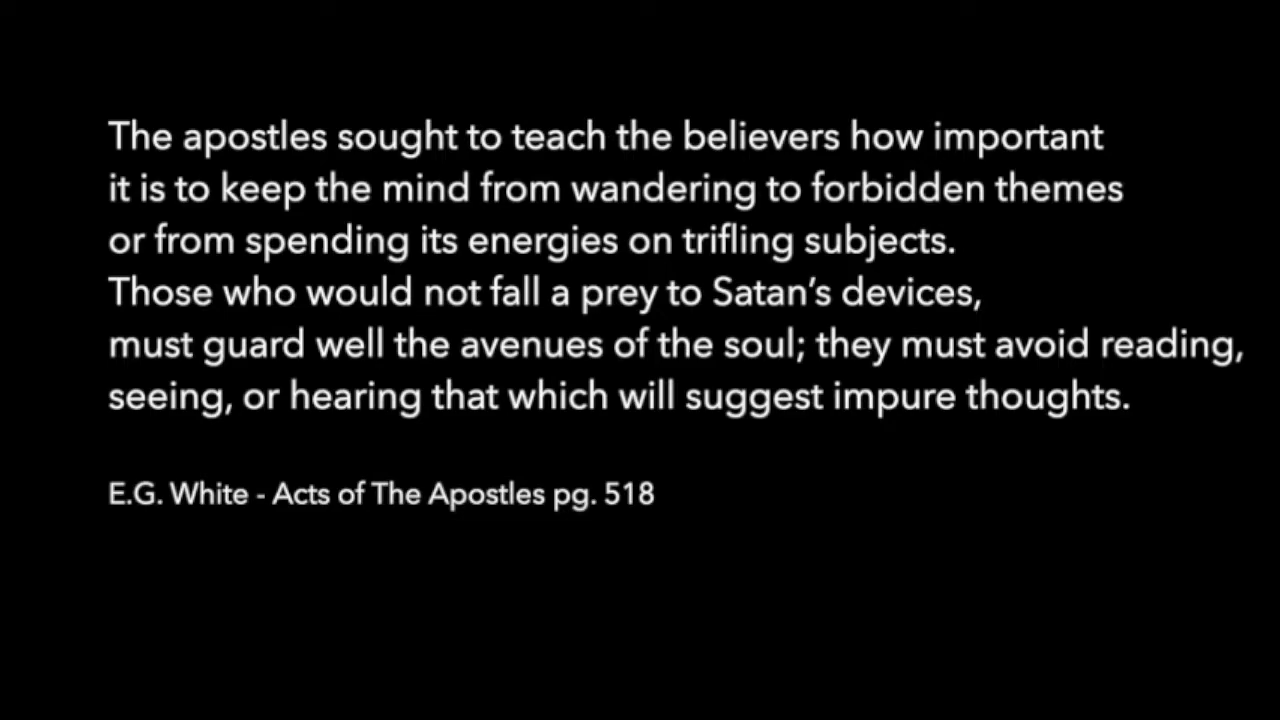 The apostles sought to teach the believers how important
it is to keep the mind from wandering to forbidden themes
or from spending its energies on trifling subjects.
Those who would not fall a prey to Satan’s devices,
must guard well the avenues of the soul; they must avoid reading,
seeing, or hearing that which will suggest impure thoughts.
E.G. White - Acts of The Apostles pg. 518